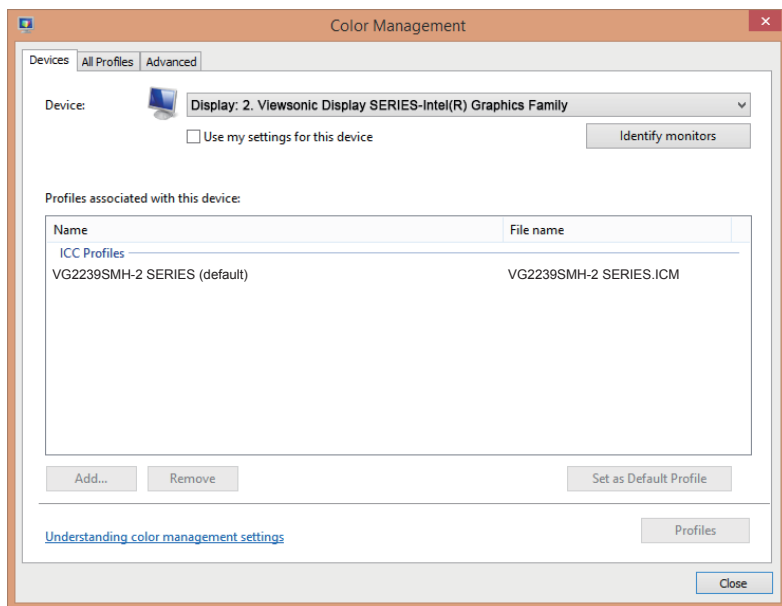 Color Management
Devices All Profiles Advanced
Device: Display: 2. Viewsonic Display SERIES-Intel(R) Graphics Family
Use my settings for this device Identify monitors
Profiles associated with this device:
Name File name
ICC Profiles
VG2239SMH-2 SERIES (default) VG2239SMH-2 SERIES.ICM
Add... Remove Set as Default Profile
Understanding color management settings Profiles
Close